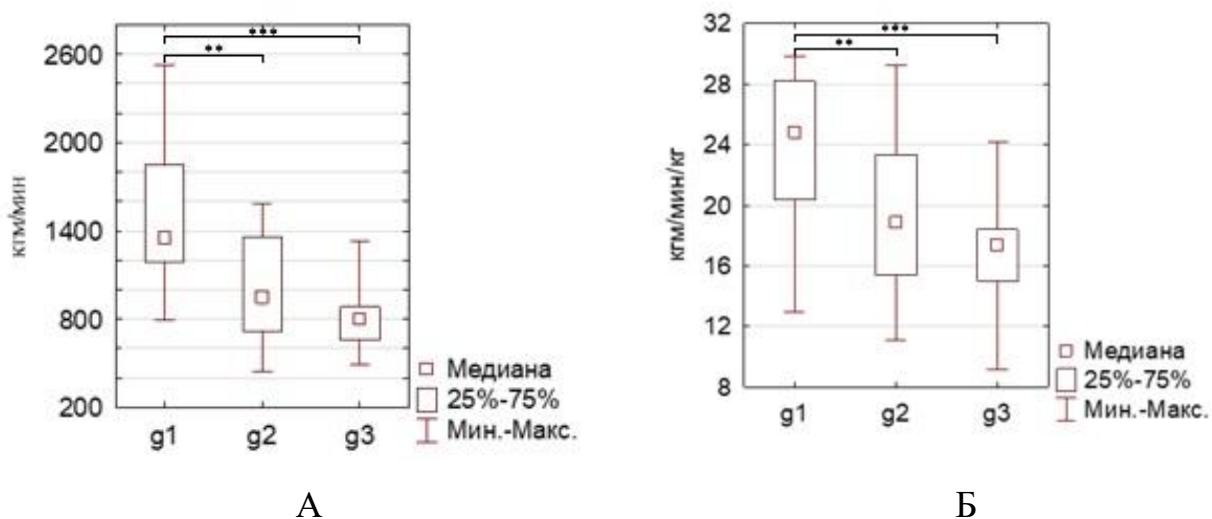 кгм/мин
2600
2000
1400
800
200
***
**
g1 g2 g3
Медиана
25%-75%
Мин.-Макс.
А
кгм/мин/кг
32
28
24
20
16
12
8
***
**
g1 g2 g3
Медиана
25%-75%
Мин.-Макс.
Б